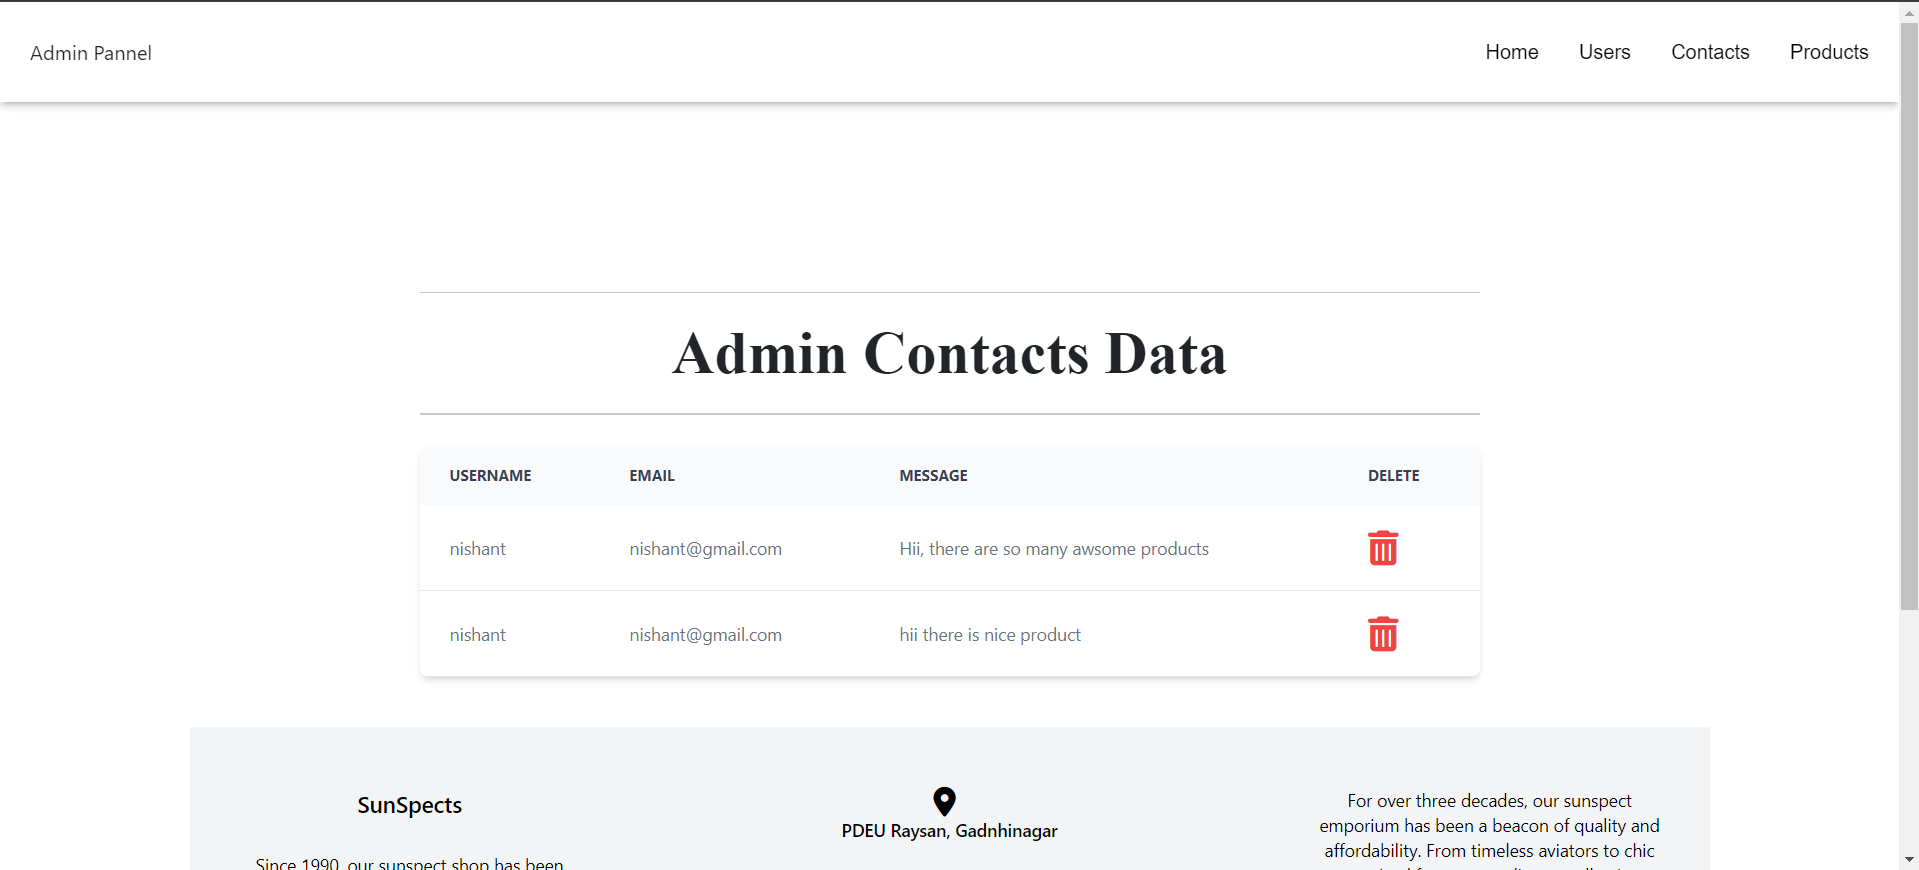 Admin Pannel
Home Users Contacts Products
Admin Contacts Data
USERNAME EMAIL MESSAGE DELETE
nishant nishant@gmail.com Hii, there are so many awsome products
nishant nishant@gmail.com hii there is nice product
SunSpects
Since 1990, our sunspect shop has been
PDEU Raysan, Gadnhinagar
For over three decades, our sunspect
emporium has been a beacon of quality and
affordability. From timeless aviators to chic